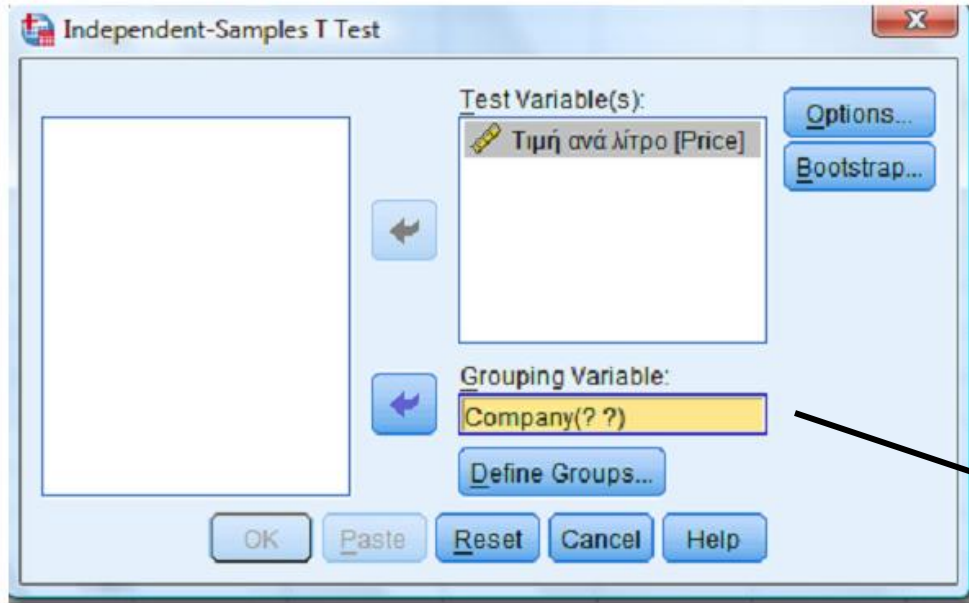 Independent-Samples T Test
Test Variable(s):
Τιμή ανά λίτρο [Price]
Options...
Bootstrap...
Grouping Variable:
Company(? ?)
Define Groups...
OK Paste Reset Cancel Help